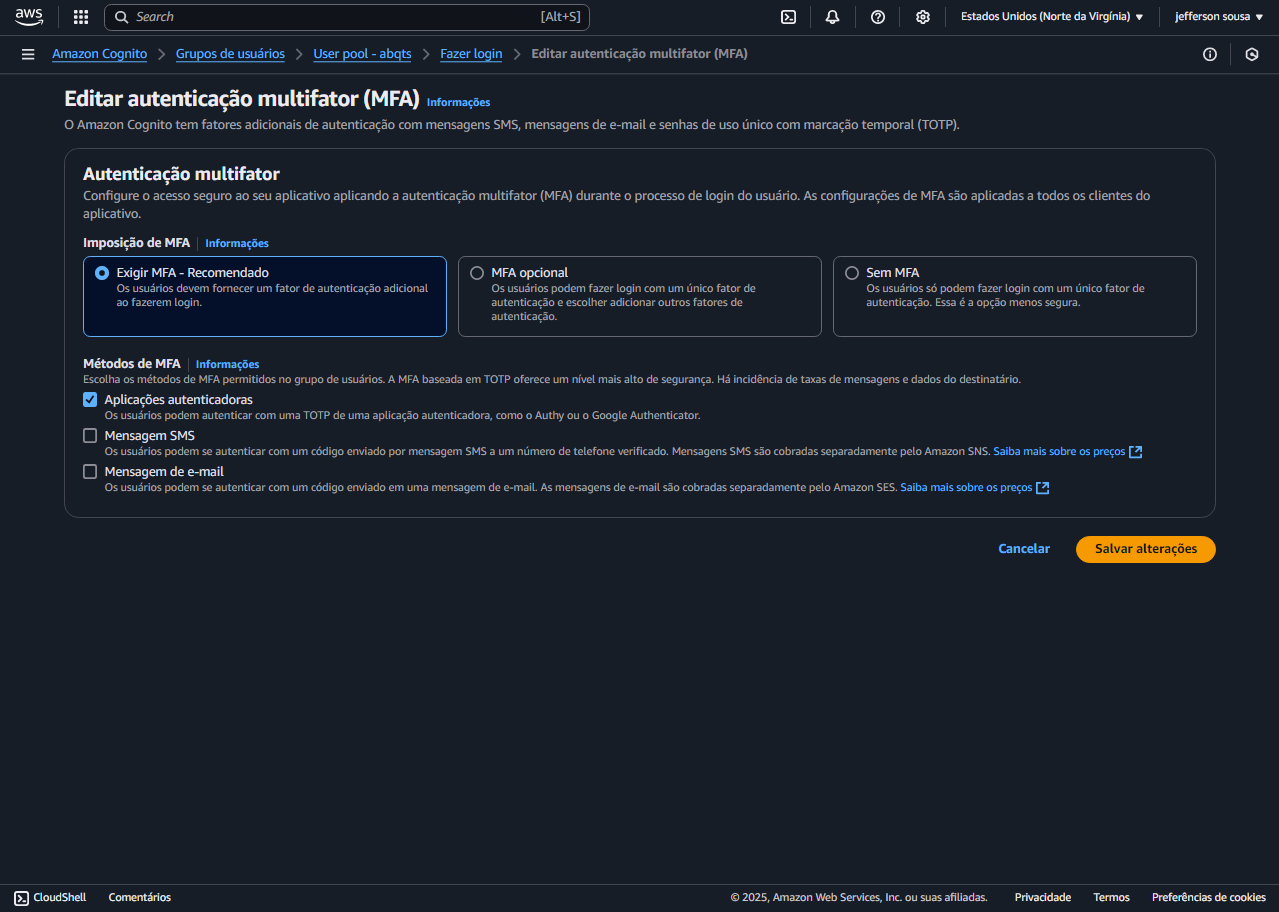 aws
Search [Alt+S]
Estados Unidos (Norte da Virgínia)
jefferson sousa
Amazon Cognito
Grupos de usuários
User pool - abqts
Fazer login
Editar autenticação multifator (MFA)
Editar autenticação multifator (MFA) Informações
O Amazon Cognito tem fatores adicionais de autenticação com mensagens SMS, mensagens de e-mail e senhas de uso único com marcação temporal (TOTP).
Autenticação multifator
Configure o acesso seguro ao seu aplicativo aplicando a autenticação multifator (MFA) durante o processo de login do usuário. As configurações de MFA são aplicadas a todos os clientes do
aplicativo.
Imposição de MFA Informações
Exigir MFA - Recomendado
Os usuários devem fornecer um fator de autenticação adicional
ao fazerem login.
MFA opcional
Os usuários podem fazer login com um único fator de
autenticação e escolher adicionar outros fatores de
autenticação.
Sem MFA
Os usuários só podem fazer login com um único fator de
autenticação. Essa é a opção menos segura.
Métodos de MFA Informações
Escolha os métodos de MFA permitidos no grupo de usuários. A MFA baseada em TOTP oferece um nível mais alto de segurança. Há incidência de taxas de mensagens e dados do destinatário.
Aplicações autenticadoras
Os usuários podem autenticar com uma TOTP de uma aplicação autenticadora, como o Authy ou o Google Authenticator.
Mensagem SMS
Os usuários podem se autenticar com um código enviado por mensagem SMS a um número de telefone verificado. Mensagens SMS são cobradas separadamente pelo Amazon SNS. Saiba mais sobre os preços
Mensagem de e-mail
Os usuários podem se autenticar com um código enviado em uma mensagem de e-mail. As mensagens de e-mail são cobradas separadamente pelo Amazon SES. Saiba mais sobre os preços
Cancelar
Salvar alterações
CloudShell
Comentários
© 2025, Amazon Web Services, Inc. ou suas afiliadas.
Privacidade
Termos
Preferências de cookies